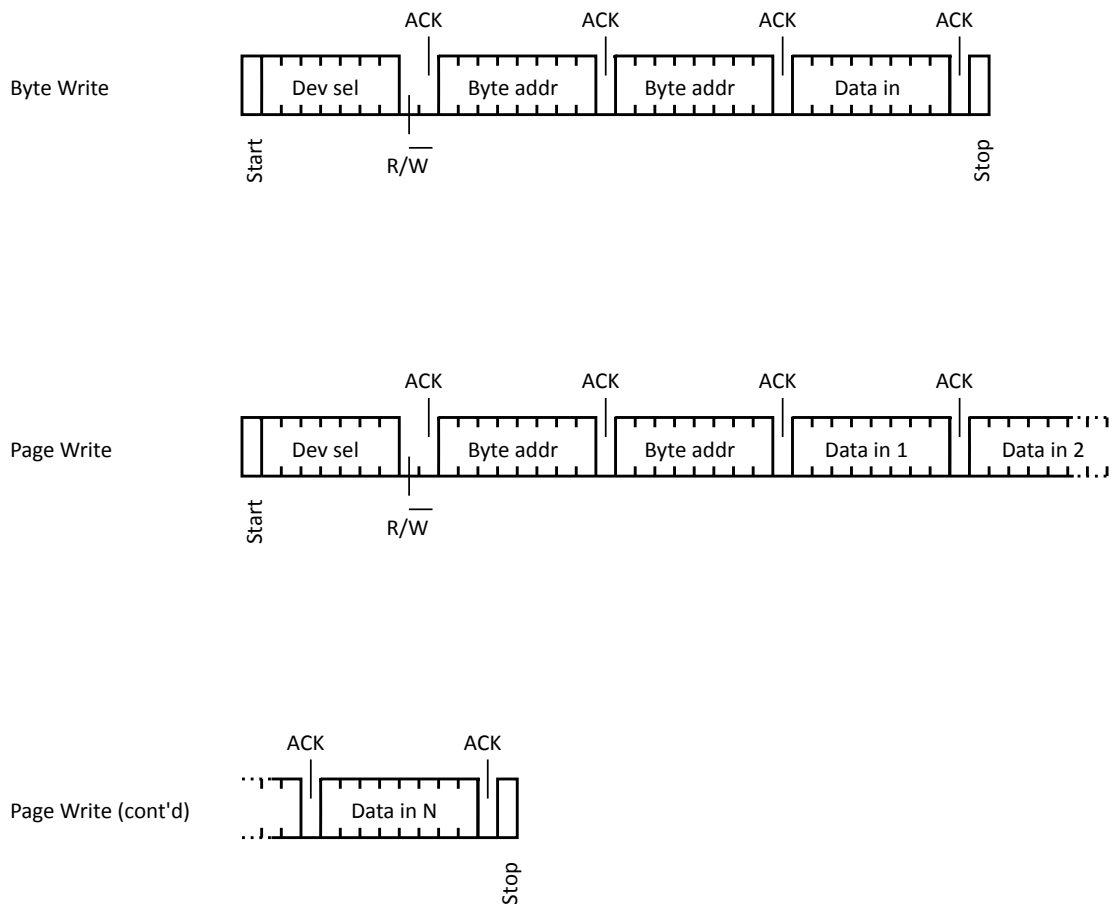 ACK ACK ACK ACK
Byte Write Dev sel Byte addr Byte addr Data in
Start R/W Stop
ACK ACK ACK ACK
Page Write Dev sel Byte addr Byte addr Data in 1 Data in 2
Start R/W
ACK ACK
Page Write (cont'd) Data in N
Stop